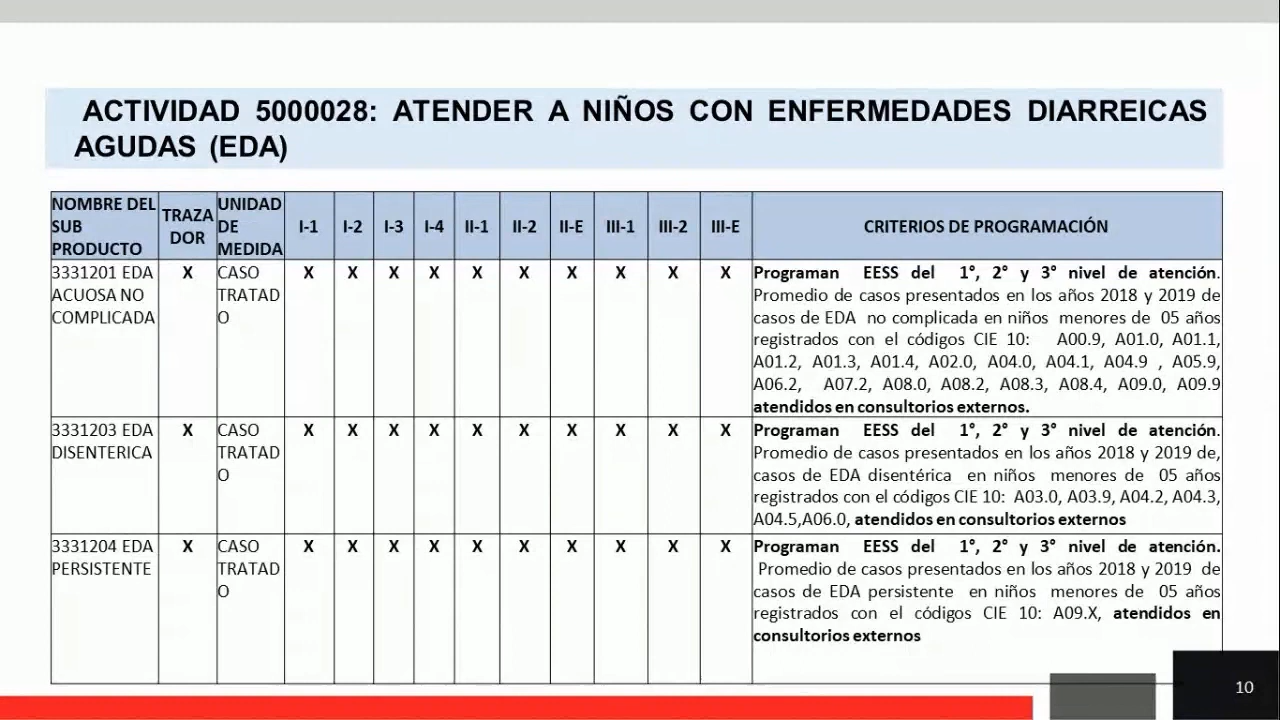 ACTIVIDAD 5000028: ATENDER A NIÑOS CON ENFERMEDADES DIARREICAS
AGUDAS (EDA)
NOMBRE DEL
SUB
PRODUCTO
TRAZA
DOR
UNIDAD
DE
MEDIDA
I-1
I-2
I-3
I-4
II-1
II-2
II-E
III-1
III-2
III-E
CRITERIOS DE PROGRAMACIÓN
3331201 EDA
ACUOSA NO
COMPLICADA
X
CASO
TRATAD
O
X
X
X
X
X
X
X
X
X
X
Programan EESS del 1°, 2° y 3° nivel de atención.
Promedio de casos presentados en los años 2018 y 2019 de
casos de EDA no complicada en niños menores de 05 años
registrados con el códigos CIE 10: A00.9, A01.0, A01.1,
A01.2, A01.3, A01.4, A02.0, A04.0, A04.1, A04.9 , A05.9,
A06.2, A07.2, A08.0, A08.2, A08.3, A08.4, A09.0, A09.9
atendidos en consultorios externos.
3331203 EDA
DISENTERICA
X
CASO
TRATAD
O
X
X
X
X
X
X
X
X
X
X
Programan EESS del 1°, 2° y 3° nivel de atención.
Promedio de casos presentados en los años 2018 y 2019 de,
casos de EDA disentérica en niños menores de 05 años
registrados con el códigos CIE 10: A03.0, A03.9, A04.2, A04.3,
A04.5,A06.0, atendidos en consultorios externos
3331204 EDA
PERSISTENTE
X
CASO
TRATAD
O
X
X
X
X
X
X
X
X
X
X
Programan EESS del 1°, 2° y 3° nivel de atención.
Promedio de casos presentados en los años 2018 y 2019 de
casos de EDA persistente en niños menores de 05 años
registrados con el códigos CIE 10: A09.X, atendidos en
consultorios externos
10